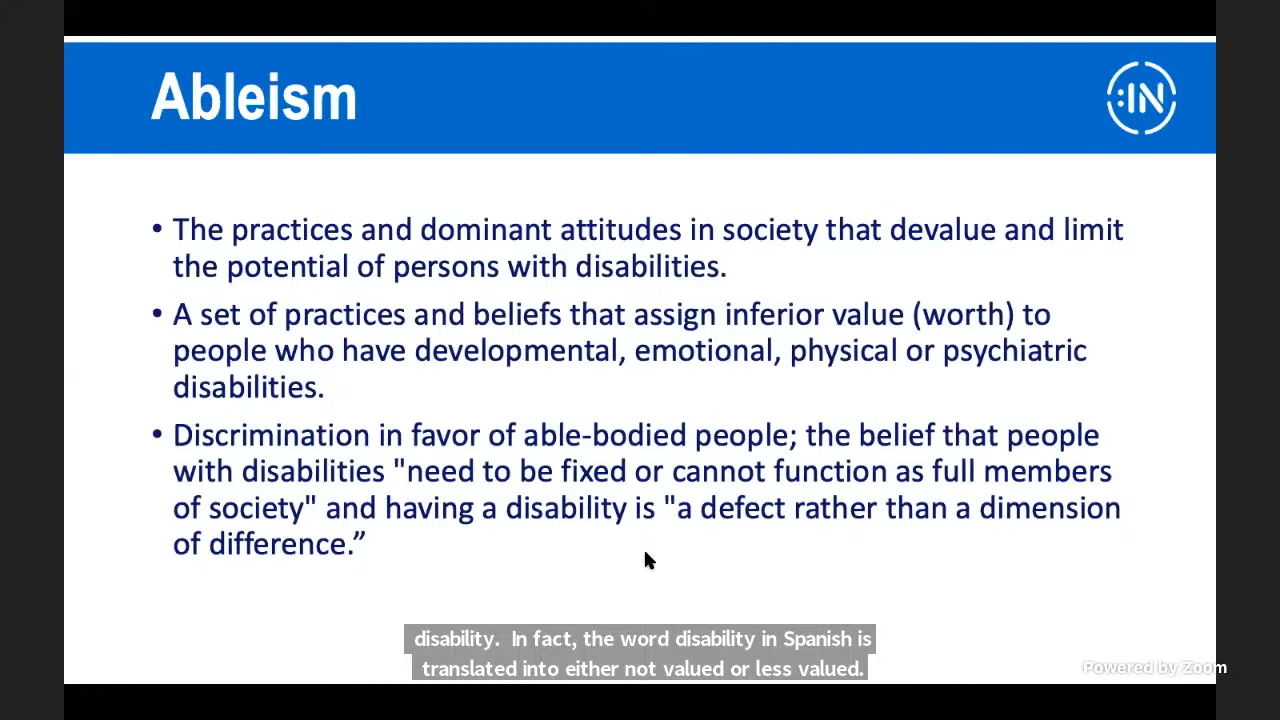 Ableism
:IN
• The practices and dominant attitudes in society that devalue and limit
the potential of persons with disabilities.
• A set of practices and beliefs that assign inferior value (worth) to
people who have developmental, emotional, physical or psychiatric
disabilities.
• Discrimination in favor of able-bodied people; the belief that people
with disabilities "need to be fixed or cannot function as full members
of society" and having a disability is "a defect rather than a dimension
of difference.”
disability.  In fact, the word disability in Spanish is
translated into either not valued or less valued.
Powered by Zoom